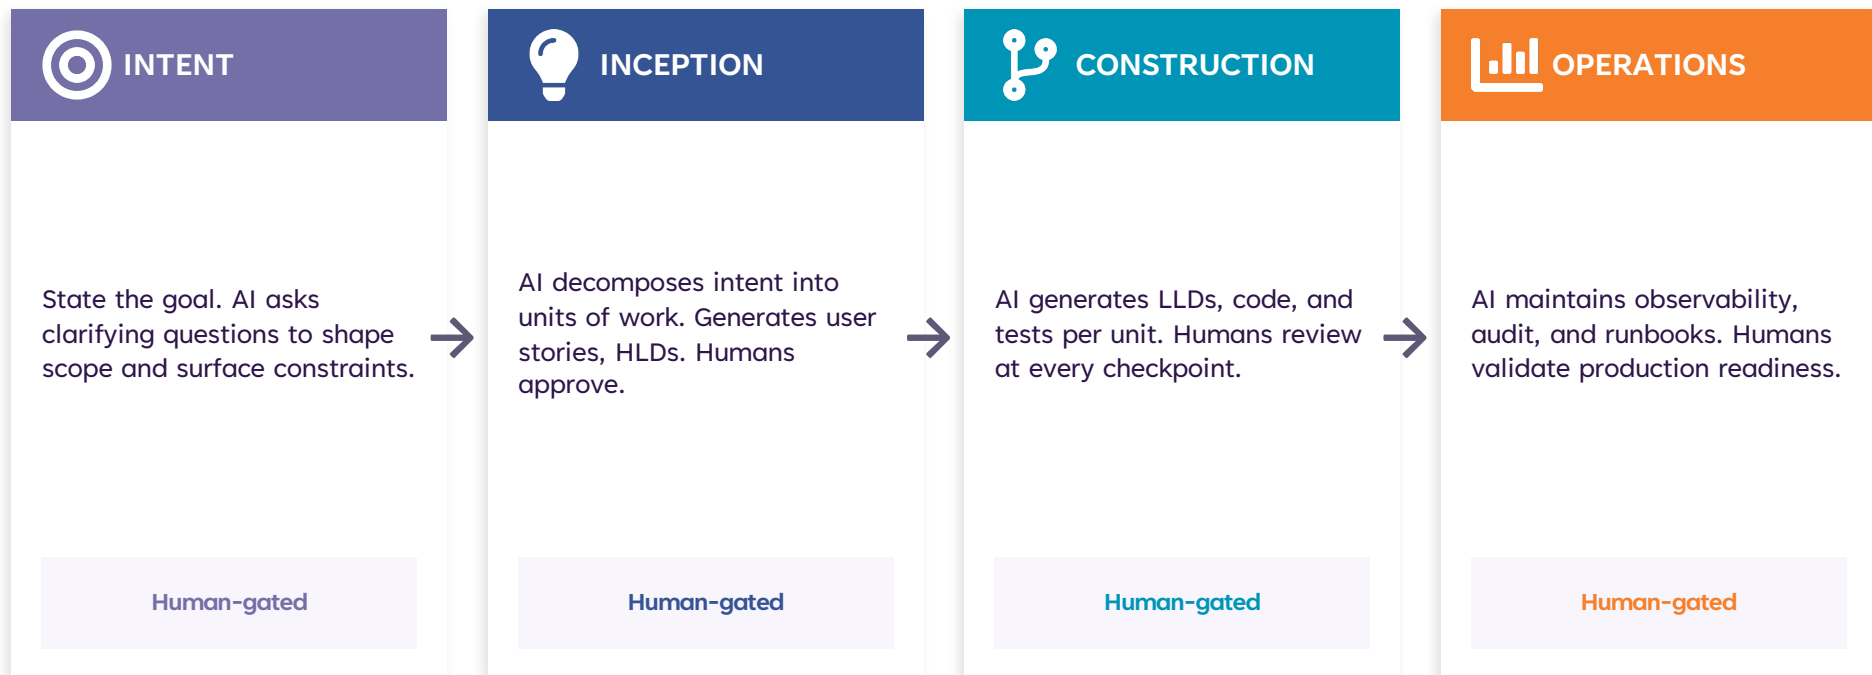 INTENT
State the goal. AI asks
clarifying questions to shape
scope and surface constraints.
Human-gated
INCEPTION
AI decomposes intent into
units of work. Generates user
stories, HLDs. Humans
approve.
Human-gated
CONSTRUCTION
AI generates LLDs, code, and
tests per unit. Humans review
at every checkpoint.
Human-gated
OPERATIONS
AI maintains observability,
audit, and runbooks. Humans
validate production readiness.
Human-gated